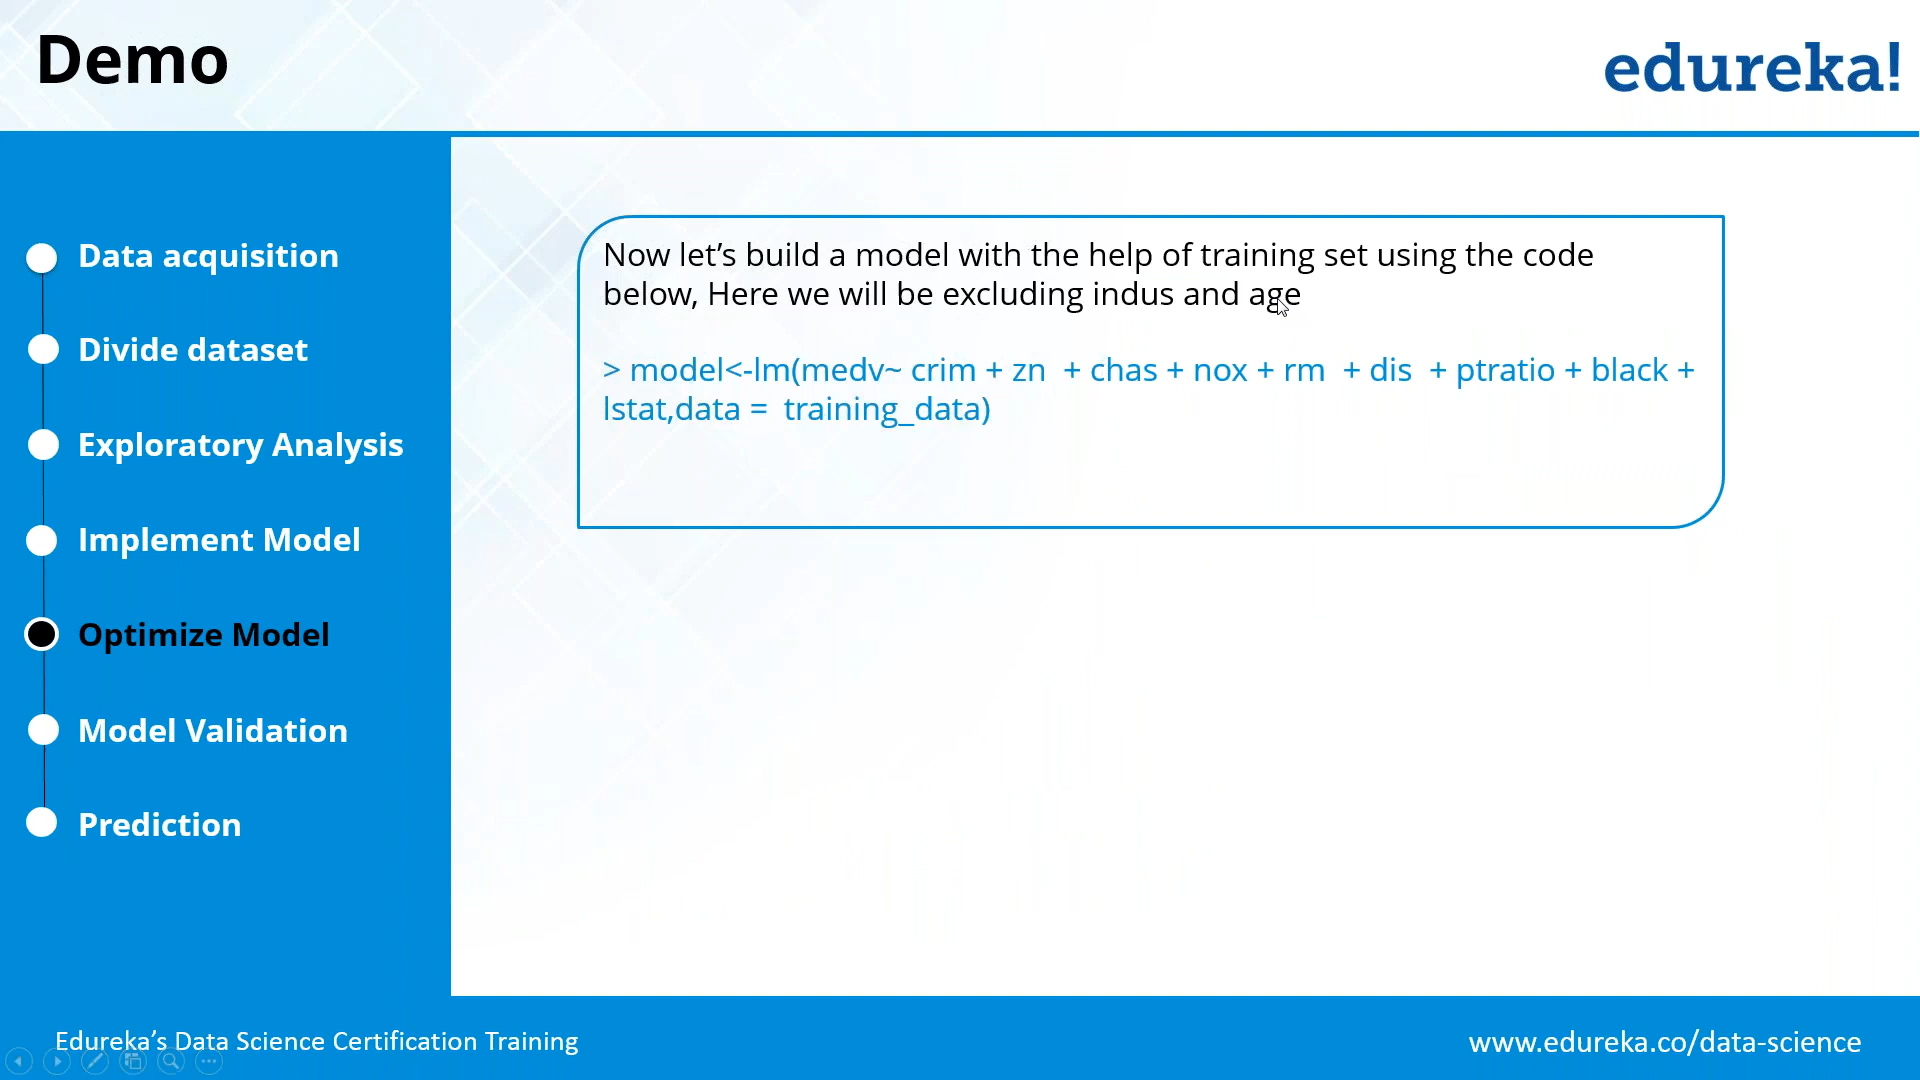 Demo
edureka!
Data acquisition
Divide dataset
Exploratory Analysis
Implement Model
Optimize Model
Model Validation
Prediction
Now let’s build a model with the help of training set using the code
below, Here we will be excluding indus and age
> model<-lm(medv~ crim + zn  + chas + nox + rm  + dis  + ptratio + black +
lstat,data =  training_data)
Edureka’s Data Science Certification Training
www.edureka.co/data-science